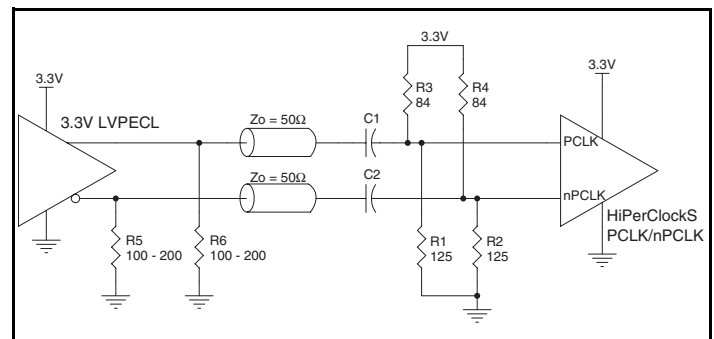 3.3V
3.3V LVPECL
R5
100 - 200
R6
100 - 200
Zo = 50Ω
Zo = 50Ω
C1
C2
3.3V
R3
84
R4
84
R1
125
R2
125
3.3V
PCLK
nPCLK
HiPerClockS
PCLK/nPCLK